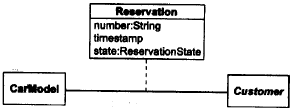 Reservation
number:String
timestamp
state:ReservationState
CarModel
Customer